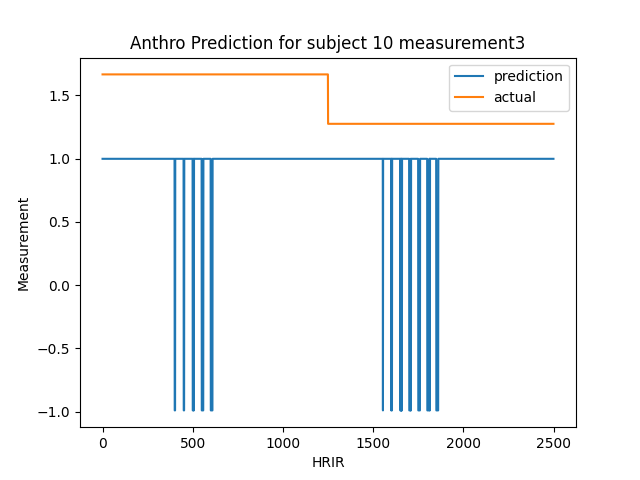 Anthro Prediction for subject 10 measurement3
prediction
actual
Measurement
1.5
1.0
0.5
0.0
−0.5
−1.0
0 500 1000 1500 2000 2500
HRIR